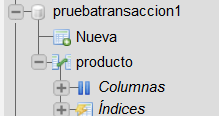 pruebatransaccion1
Nueva
producto
Columnas
Índices